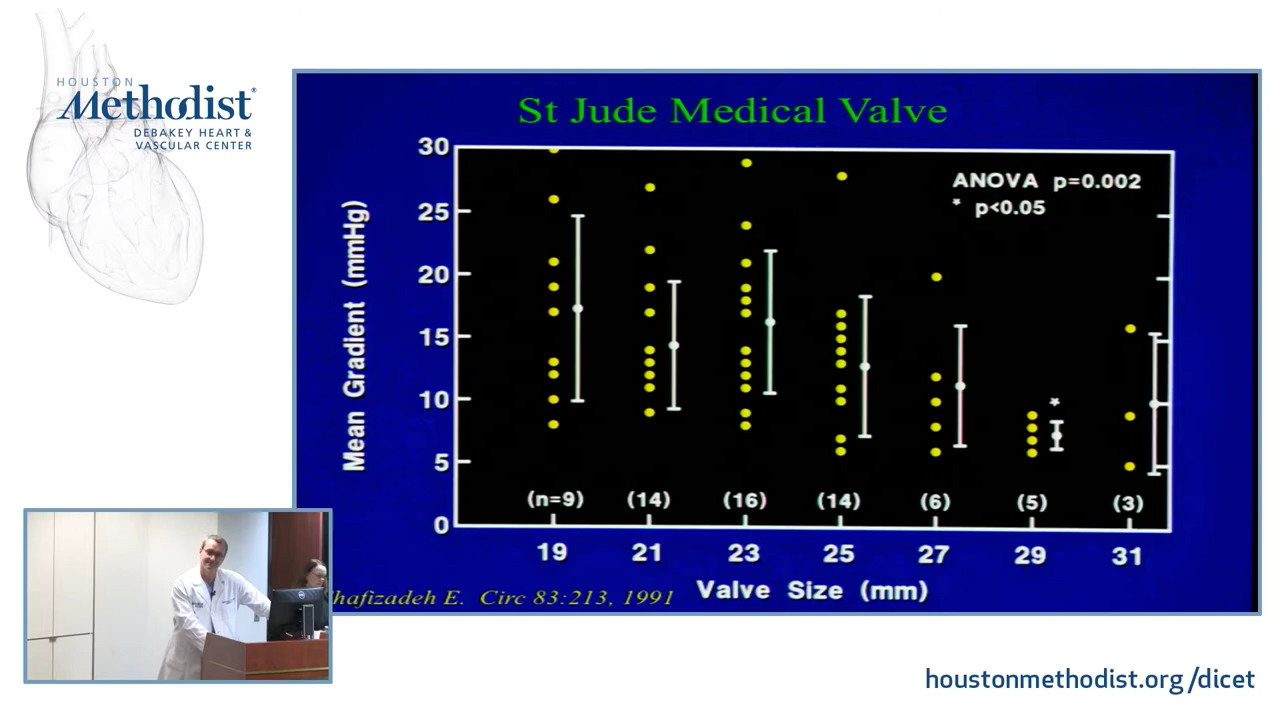 HOUSTON
Methodist®
DEBAKEY HEART &
VASCULAR CENTER
St Jude Medical Valve
30
25
20
15
10
5
0
Mean Gradient (mmHg)
ANOVA p=0.002
* p<0.05
*
(n=9) (14) (16) (14) (6) (5) (3)
19 21 23 25 27 29 31
Valve Size (mm)
hafizadeh E. Circ 83:213, 1991
houstonmethodist.org/dicet